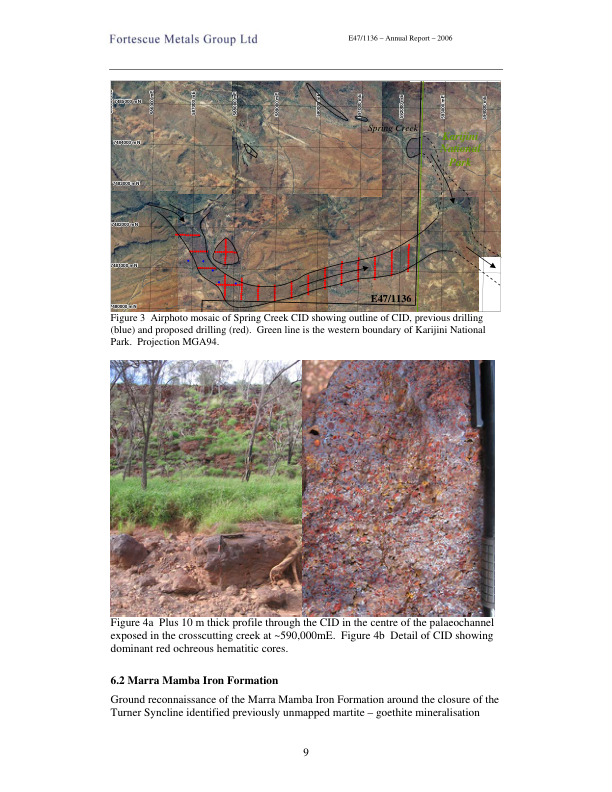 Fortescue Metals Group Ltd
E47/1136 – Annual Report – 2006
Spring Creek
E47/1136
Figure 3 Airphoto mosaic of Spring Creek CID showing outline of CID, previous drilling
(blue) and proposed drilling (red). Green line is the western boundary of Karijini National
Park. Projection MGA94.
Figure 4a Plus 10 m thick profile through the CID in the centre of the palaeochannel
exposed in the crosscutting creek at ~590,000mE. Figure 4b Detail of CID showing
dominant red ochreous hematitic cores.
6.2 Marra Mamba Iron Formation
Ground reconnaissance of the Marra Mamba Iron Formation around the closure of the
Turner Syncline identified previously unmapped martite – goethite mineralisation
9